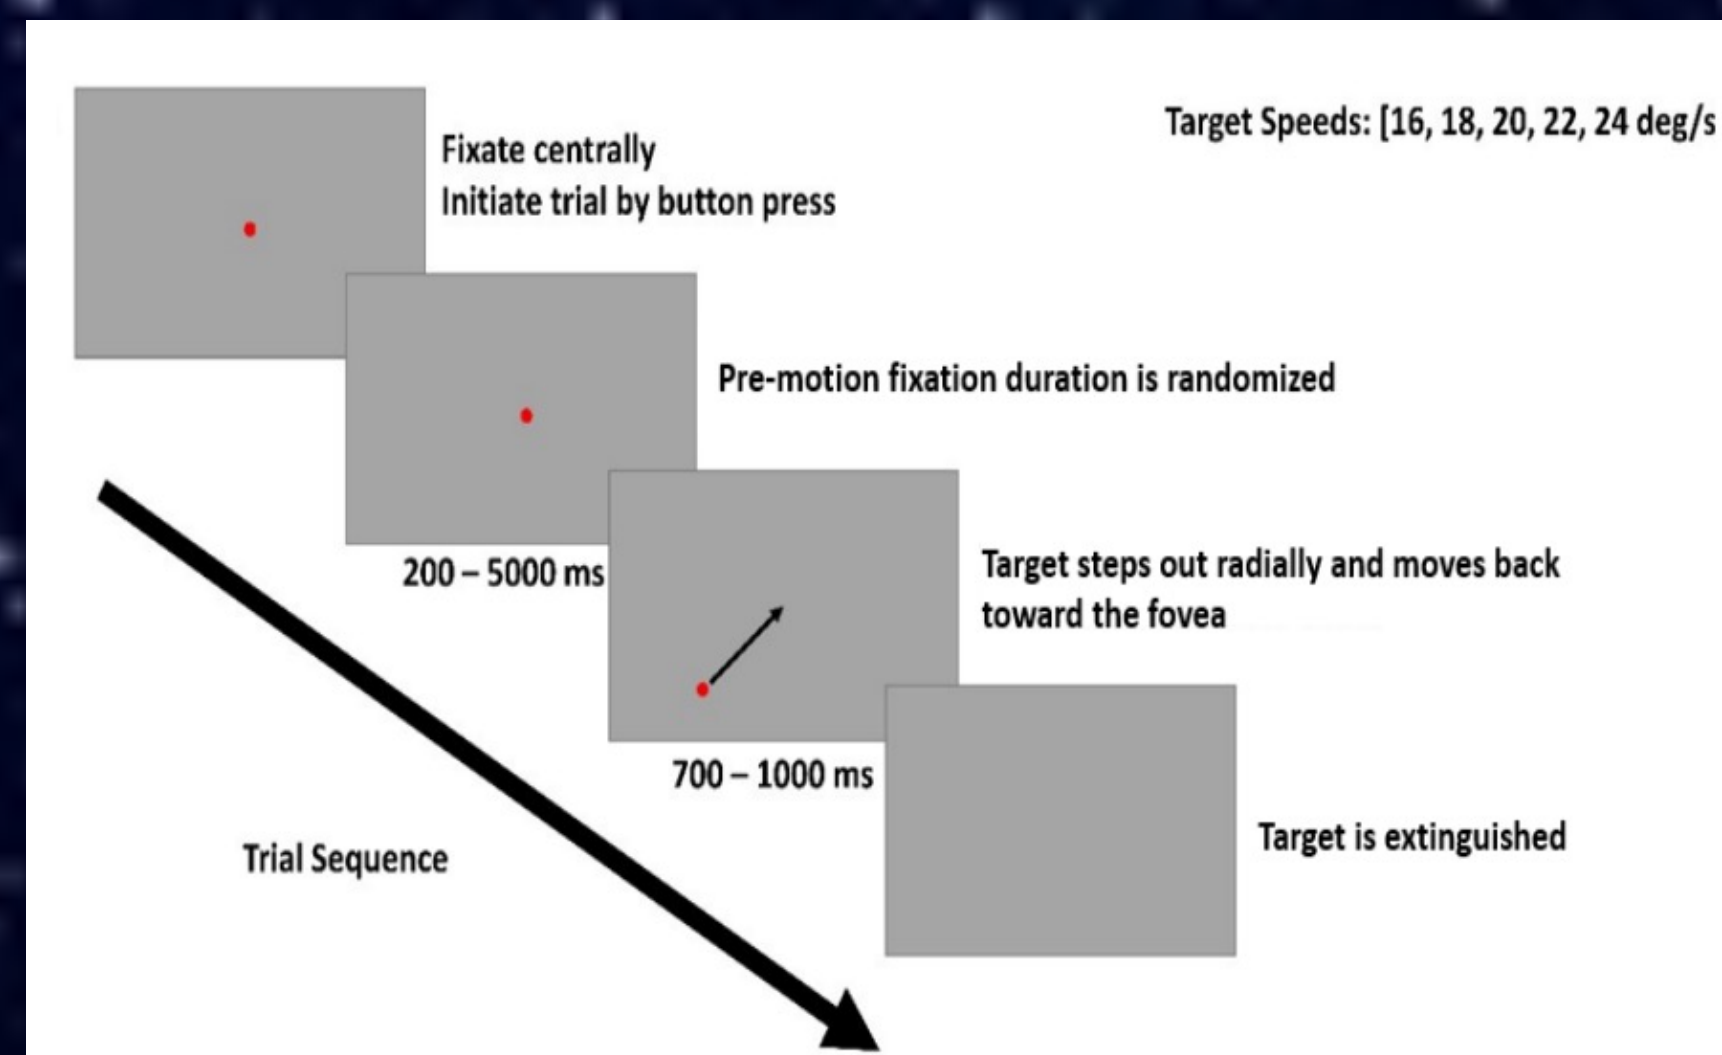 Target Speeds: [16, 18, 20, 22, 24 deg/s
Fixate centrally
Initiate trial by button press
Pre-motion fixation duration is randomized
200 – 5000 ms
Target steps out radially and moves back
toward the fovea
700 – 1000 ms
Target is extinguished
Trial Sequence